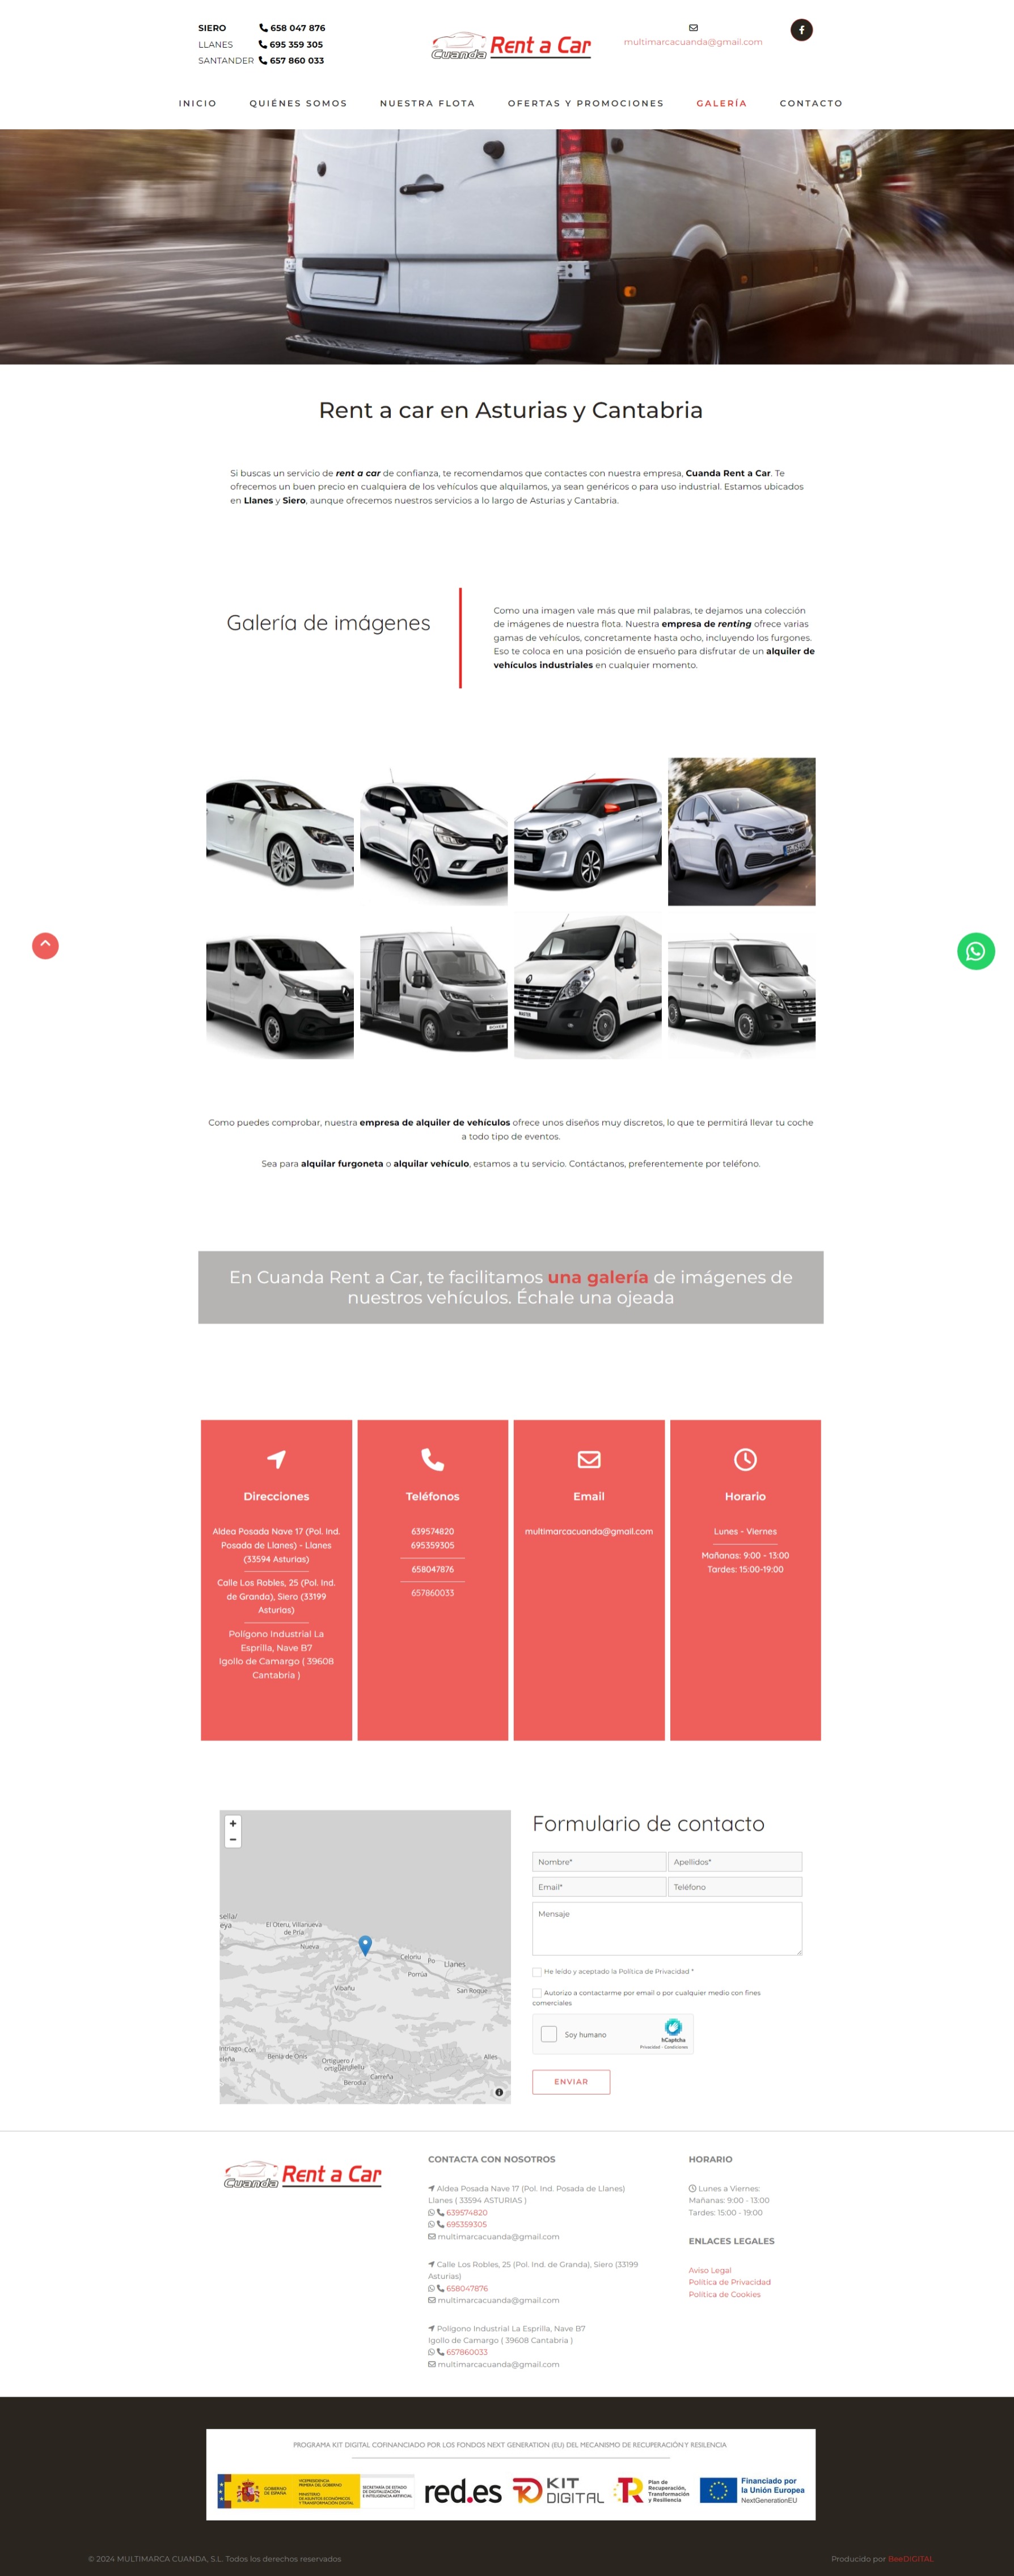 SIERO 658 047 876
LLANES 695 359 305
SANTANDER 657 860 033
Cuanda Rent a Car
multimarcacuanda@gmail.com
INICIO QUIÉNES SOMOS NUESTRA FLOTA OFERTAS Y PROMOCIONES GALERÍA CONTACTO
Rent a car en Asturias y Cantabria
Si buscas un servicio de rent a car de confianza, te recomendamos que contactes con nuestra empresa, Cuanda Rent a Car. Te
ofrecemos un buen precio en cualquiera de los vehículos que alquilamos, ya sean genéricos o para uso industrial. Estamos ubicados
en Llanes y Siero, aunque ofrecemos nuestros servicios a lo largo de Asturias y Cantabria.
Galería de imágenes
Como una imagen vale más que mil palabras, te dejamos una colección
de imágenes de nuestra flota. Nuestra empresa de renting ofrece varias
gamas de vehículos, concretamente hasta ocho, incluyendo los furgones.
Eso te coloca en una posición de ensueño para disfrutar de un alquiler de
vehículos industriales en cualquier momento.
BOXER
MASTER
Como puedes comprobar, nuestra empresa de alquiler de vehículos ofrece unos diseños muy discretos, lo que te permitirá llevar tu coche
a todo tipo de eventos.
Sea para alquilar furgoneta o alquilar vehículo, estamos a tu servicio. Contáctanos, preferentemente por teléfono.
En Cuanda Rent a Car, te facilitamos una galería de imágenes de
nuestros vehículos. Échale una ojeada
Direcciones
Aldea Posada Nave 17 (Pol. Ind.
Posada de Llanes) - Llanes
(33594 Asturias)
Calle Los Robles, 25 (Pol. Ind.
de Granda), Siero (33199
Asturias)
Polígono Industrial La
Esprilla, Nave B7
Igollo de Camargo ( 39608
Cantabria )
Teléfonos
639574820
695359305
658047876
657860033
Email
multimarcacuanda@gmail.com
Horario
Lunes - Viernes
Mañanas: 9:00 - 13:00
Tardes: 15:00-19:00
+
−
sella/
eya
El Oteru, Villanueva
de Pría
Nueva
Celoriu
Po
Llanes
Porrúa
San Roque
Vibañu
ntriago
Con
eleña
Benia de Onís
Ortiguero /
ortigueru
Bandiellu
Carreña
Berodia
Alles
Formulario de contacto
Nombre* Apellidos*
Email* Teléfono
Mensaje
He leído y aceptado la Política de Privacidad *
Autorizo a contactarme por email o por cualquier medio con fines
comerciales
Soy humano
hCaptcha
Privacidad - Condiciones
ENVIAR
Cuanda Rent a Car
CONTACTA CON NOSOTROS
Aldea Posada Nave 17 (Pol. Ind. Posada de Llanes)
Llanes ( 33594 ASTURIAS )
639574820
695359305
multimarcacuanda@gmail.com
Calle Los Robles, 25 (Pol. Ind. de Granda), Siero (33199
Asturias)
658047876
multimarcacuanda@gmail.com
Polígono Industrial La Esprilla, Nave B7
Igollo de Camargo ( 39608 Cantabria )
657860033
multimarcacuanda@gmail.com
HORARIO
Lunes a Viernes:
Mañanas: 9:00 - 13:00
Tardes: 15:00 - 19:00
ENLACES LEGALES
Aviso Legal
Política de Privacidad
Política de Cookies
PROGRAMA KIT DIGITAL COFINANCIADO POR LOS FONDOS NEXT GENERATION (EU) DEL MECANISMO DE RECUPERACIÓN Y RESILENCIA
GOBIERNO
DE ESPAÑA
VICEPRESIDENCIA
PRIMERA DEL GOBIERNO
MINISTERIO
DE ASUNTOS ECONÓMICOS
Y TRANSFORMACIÓN DIGITAL
SECRETARÍA DE ESTADO
DE DIGITALIZACIÓN
E INTELIGENCIA ARTIFICIAL
red.es
KIT
DIGITAL
Plan de
Recuperación,
Transformación
y Resiliencia
Financiado por
la Unión Europea
NextGenerationEU
© 2024 MULTIMARCA CUANDA, S.L. Todos los derechos reservados
Producido por BeeDIGITAL